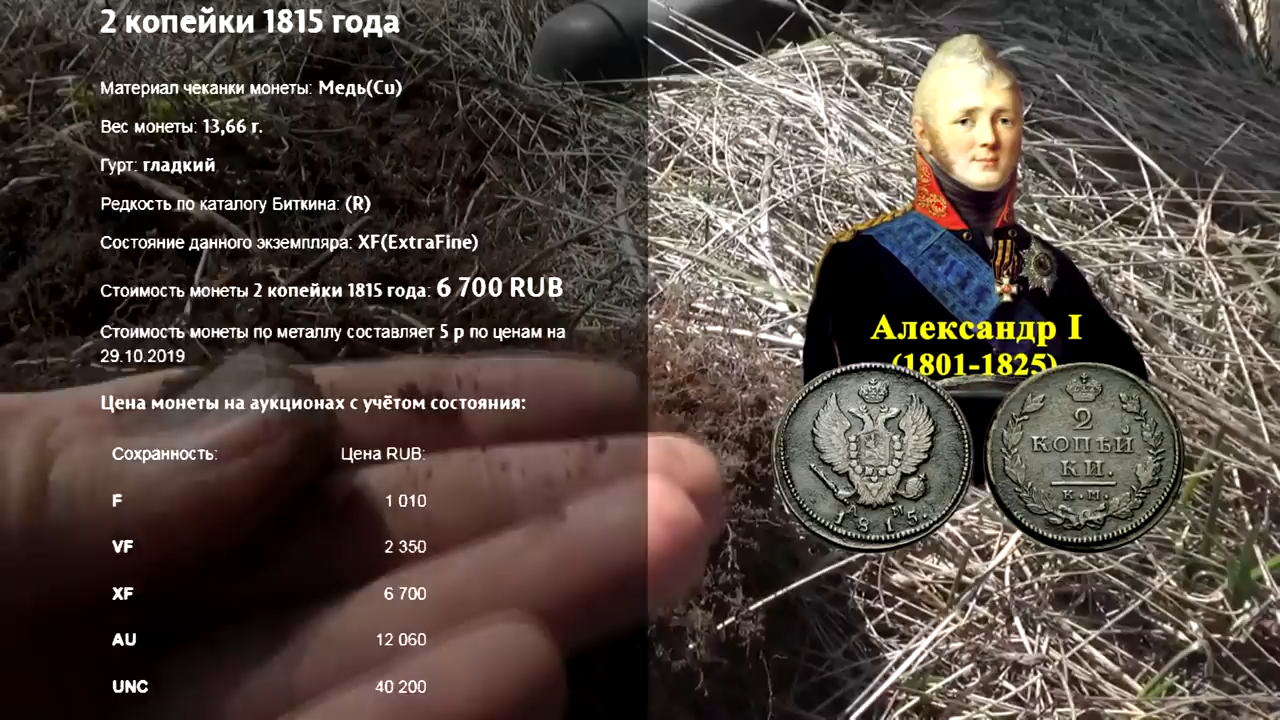 2 копейки 1815 года
Материал чеканки монеты: Медь(Cu)
Вес монеты: 13,66 г.
Гурт: гладкий
Редкость по каталогу Биткина: (R)
Состояние данного экземпляра: XF(ExtraFine)
Стоимость монеты 2 копейки 1815 года: 6 700 RUB
Стоимость монеты по металлу составляет 5 р по ценам на
29.10.2019
Цена монеты на аукционах с учётом состояния:
Сохранность: Цена RUB:
F 1 010
VF 2 350
XF 6 700
AU 12 060
UNC 40 200
Александр I
(1801-1825)
1815
2
КОПѢЙ
КИ.
К.М.